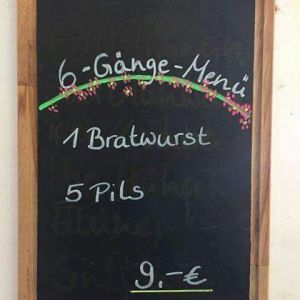 6-Gänge-Menü
1 Bratwurst
5 Pils
9,-€